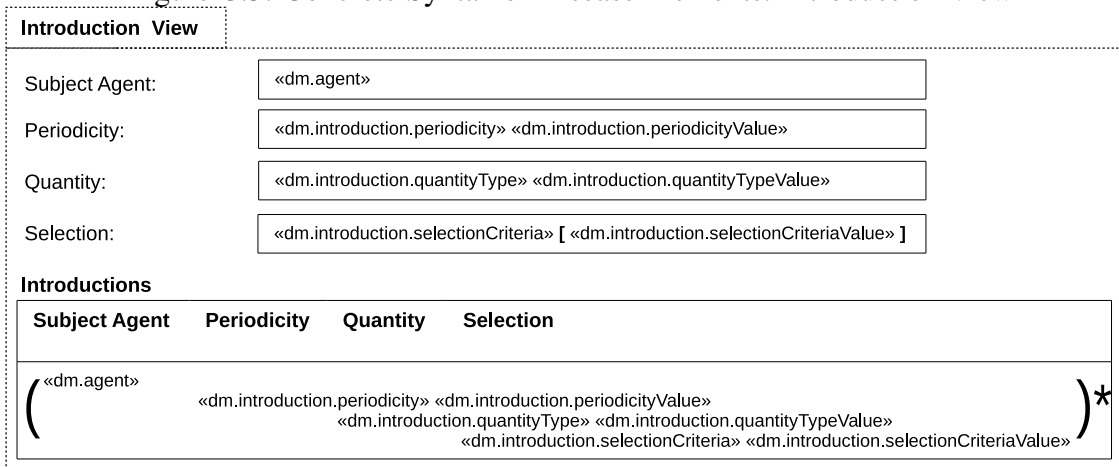 Introduction View
Subject Agent: «dm.agent»
Periodicity: «dm.introduction.periodicity» «dm.introduction.periodicityValue»
Quantity: «dm.introduction.quantityType» «dm.introduction.quantityTypeValue»
Selection: «dm.introduction.selectionCriteria» [ «dm.introduction.selectionCriteriaValue» ]
Introductions
Subject Agent Periodicity Quantity Selection
( «dm.agent»
«dm.introduction.periodicity» «dm.introduction.periodicityValue»
«dm.introduction.quantityType» «dm.introduction.quantityTypeValue»
«dm.introduction.selectionCriteria» «dm.introduction.selectionCriteriaValue» )*